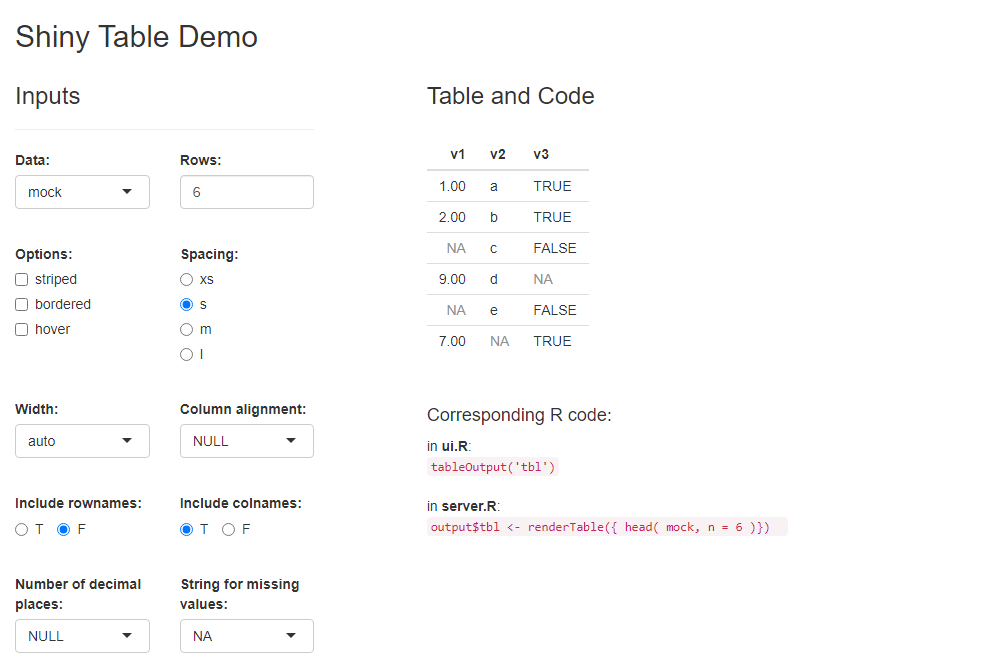 Shiny Table Demo
Inputs
Data:
mock
Rows:
6
Options:
striped
bordered
hover
Spacing:
xs
s
m
l
Width:
auto
Column alignment:
NULL
Include rownames:
T F
Include colnames:
T F
Number of decimal
places:
NULL
String for missing
values:
NA
Table and Code
v1 v2 v3
1.00 a TRUE
2.00 b TRUE
NA c FALSE
9.00 d NA
NA e FALSE
7.00 NA TRUE
Corresponding R code:
in ui.R:
tableOutput('tbl')
in server.R:
output$tbl <- renderTable({ head( mock, n = 6 )})